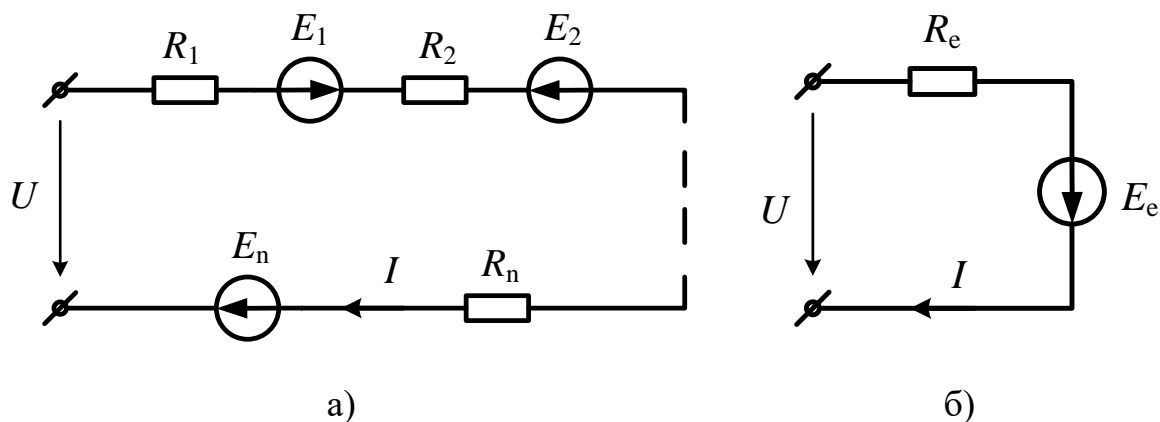 R1 E1 R2 E2
U
En I Rn
а)
Re
U
Ee
I
б)